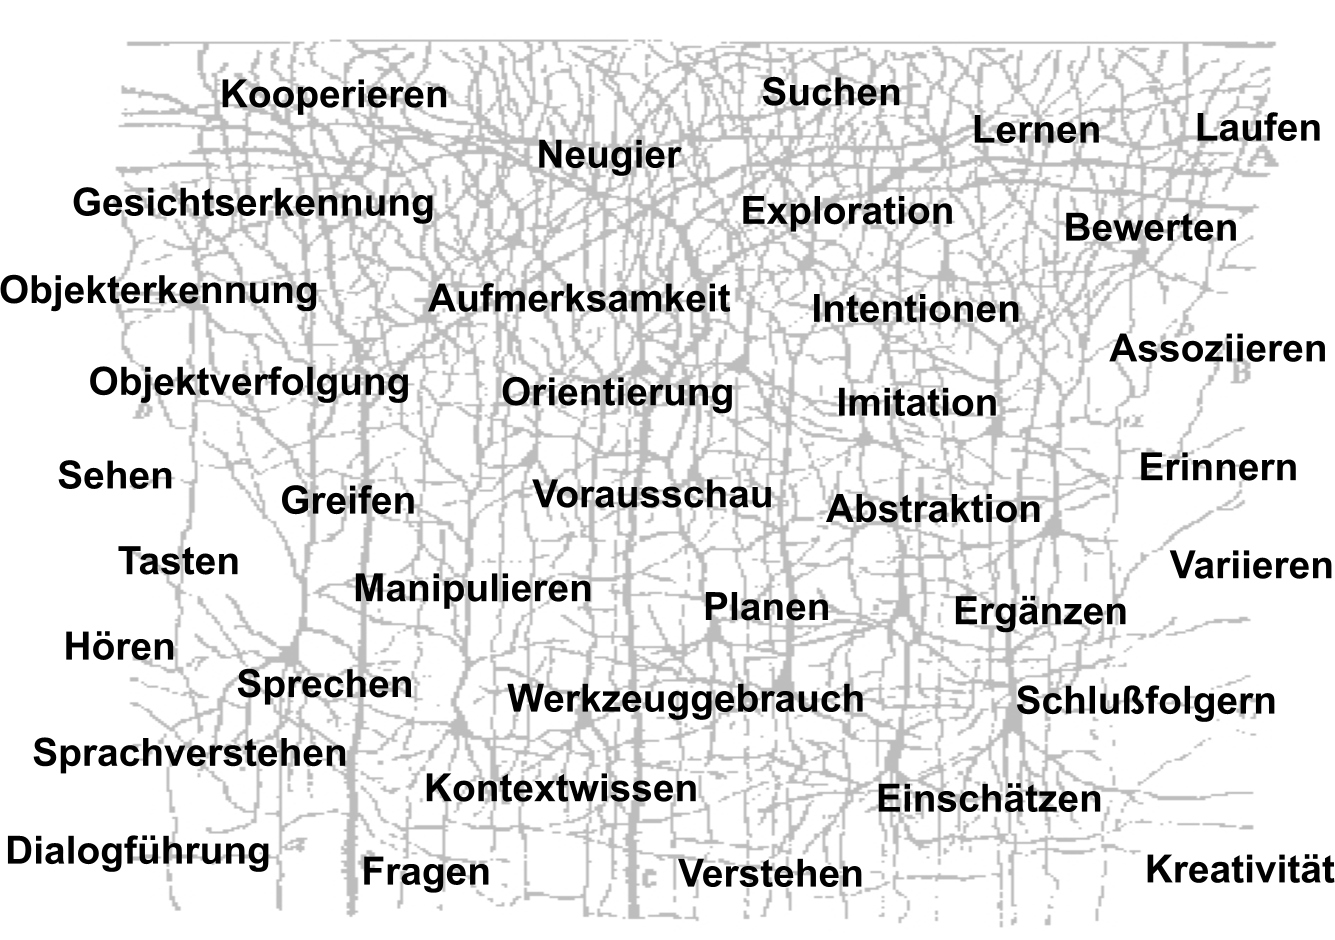 Kooperieren
Suchen
Lernen
Laufen
Neugier
Gesichtserkennung
Exploration
Bewerten
Objekterkennung
Aufmerksamkeit
Intentionen
Assoziieren
Objektverfolgung
Orientierung
Imitation
Sehen
Greifen
Vorausschau
Abstraktion
Erinnern
Tasten
Manipulieren
Planen
Ergänzen
Variieren
Hören
Sprechen
Werkzeuggebrauch
Schlußfolgern
Sprachverstehen
Kontextwissen
Einschätzen
Dialogführung
Fragen
Verstehen
Kreativität